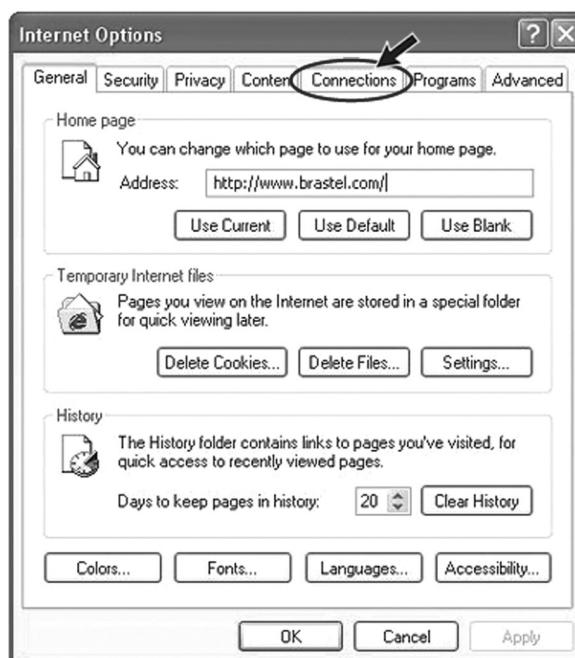 Internet Options
General Security Privacy Conten Connections Programs Advanced
Home page
You can change which page to use for your home page.
Address: http://www.brastel.com/
Use Current Use Default Use Blank
Temporary Internet files
Pages you view on the Internet are stored in a special folder
for quick viewing later.
Delete Cookies... Delete Files... Settings...
History
The History folder contains links to pages you've visited, for
quick access to recently viewed pages.
Days to keep pages in history: 20 Clear History
Colors... Fonts... Languages... Accessibility...
OK Cancel Apply